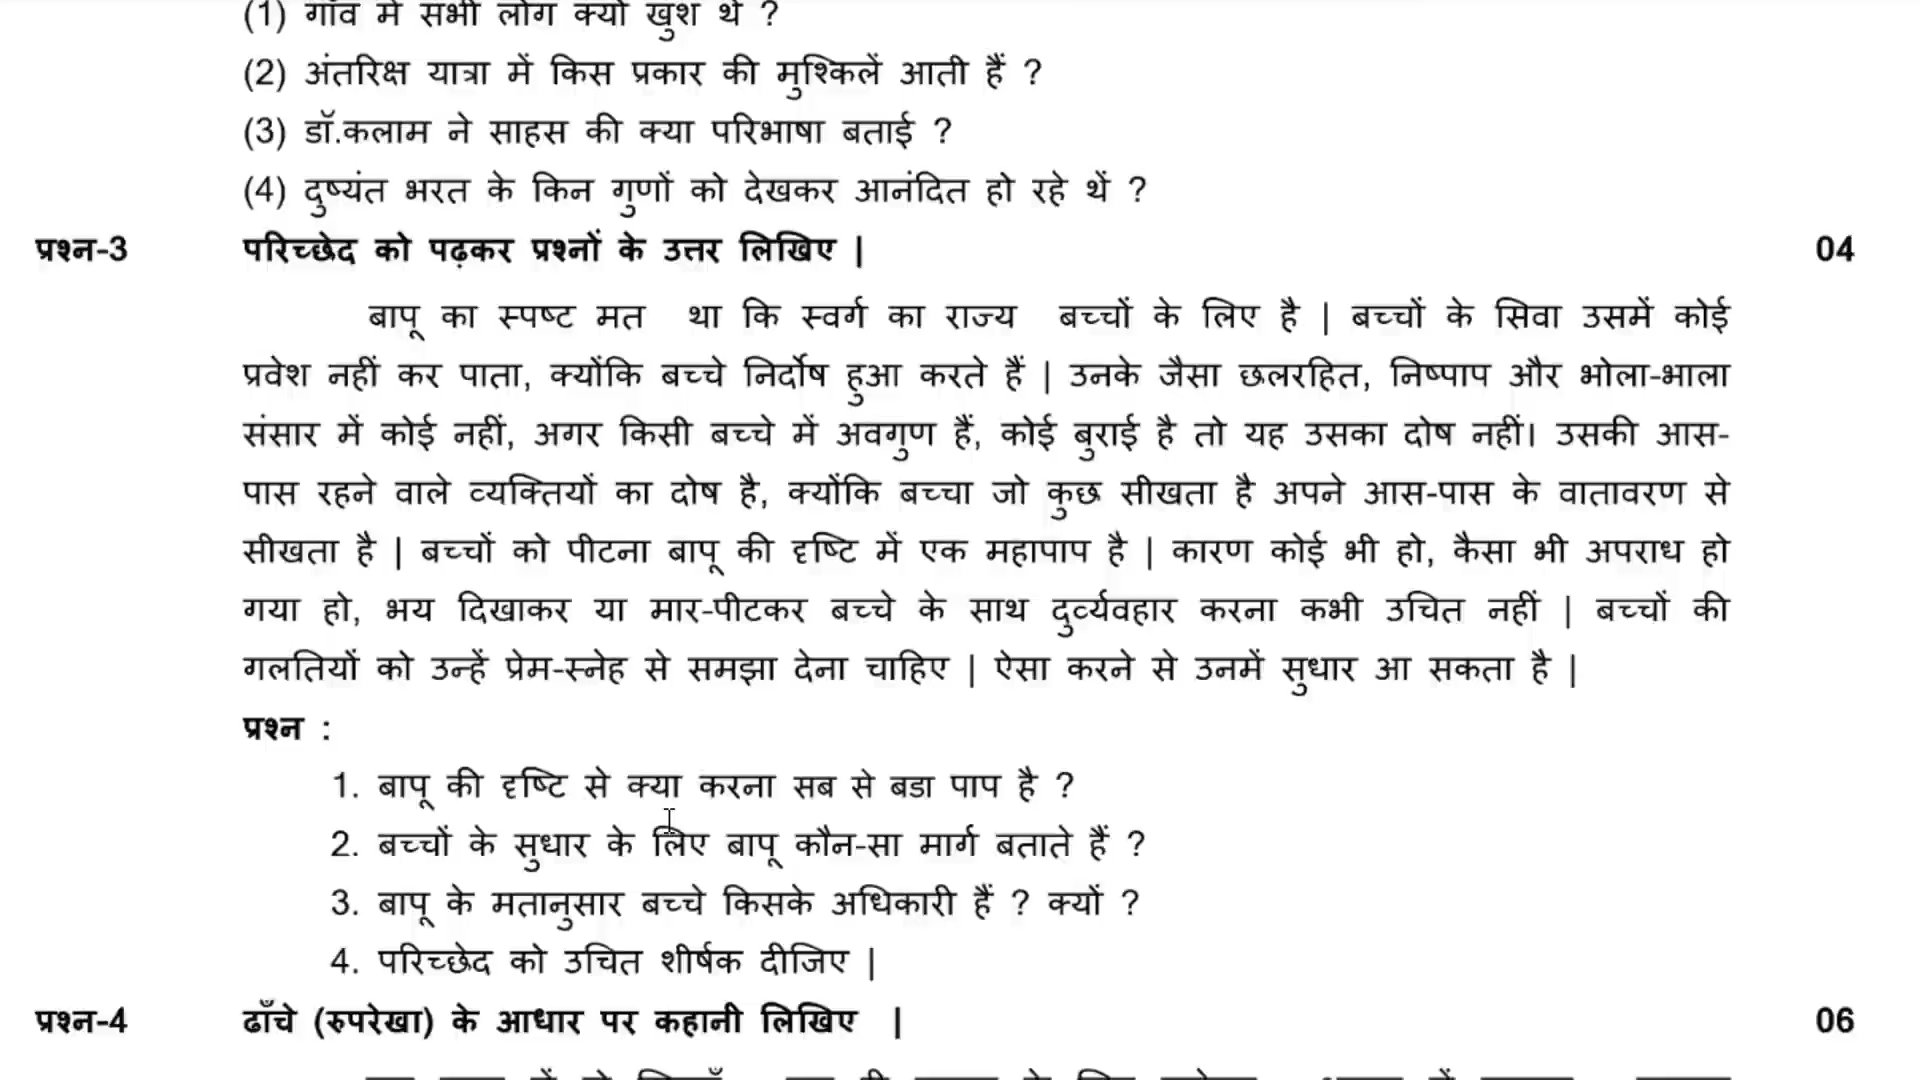 (1) गाँव में सभी लोग क्यों खुश थे ?
(2) अंतरिक्ष यात्रा में किस प्रकार की मुश्किलें आती हैं ?
(3) डॉ.कलाम ने साहस की क्या परिभाषा बताई ?
(4) दुष्यंत भरत के किन गुणों को देखकर आनंदित हो रहे थें ?
प्रश्न-3 परिच्छेद को पढ़कर प्रश्नों के उत्तर लिखिए | 04
बापू का स्पष्ट मत था कि स्वर्ग का राज्य बच्चों के लिए है | बच्चों के सिवा उसमें कोई
प्रवेश नहीं कर पाता, क्योंकि बच्चे निर्दोष हुआ करते हैं | उनके जैसा छलरहित, निष्पाप और भोला-भाला
संसार में कोई नहीं, अगर किसी बच्चे में अवगुण हैं, कोई बुराई है तो यह उसका दोष नहीं। उसकी आस-
पास रहने वाले व्यक्तियों का दोष है, क्योंकि बच्चा जो कुछ सीखता है अपने आस-पास के वातावरण से
सीखता है | बच्चों को पीटना बापू की दृष्टि में एक महापाप है | कारण कोई भी हो, कैसा भी अपराध हो
गया हो, भय दिखाकर या मार-पीटकर बच्चे के साथ दुर्व्यवहार करना कभी उचित नहीं | बच्चों की
गलतियों को उन्हें प्रेम-स्नेह से समझा देना चाहिए | ऐसा करने से उनमें सुधार आ सकता है |
प्रश्न :
1. बापू की दृष्टि से क्या करना सब से बडा पाप है ?
2. बच्चों के सुधार के लिए बापू कौन-सा मार्ग बताते हैं ?
3. बापू के मतानुसार बच्चे किसके अधिकारी हैं ? क्यों ?
4. परिच्छेद को उचित शीर्षक दीजिए |
प्रश्न-4 ढाँचे (रुपरेखा) के आधार पर कहानी लिखिए | 06